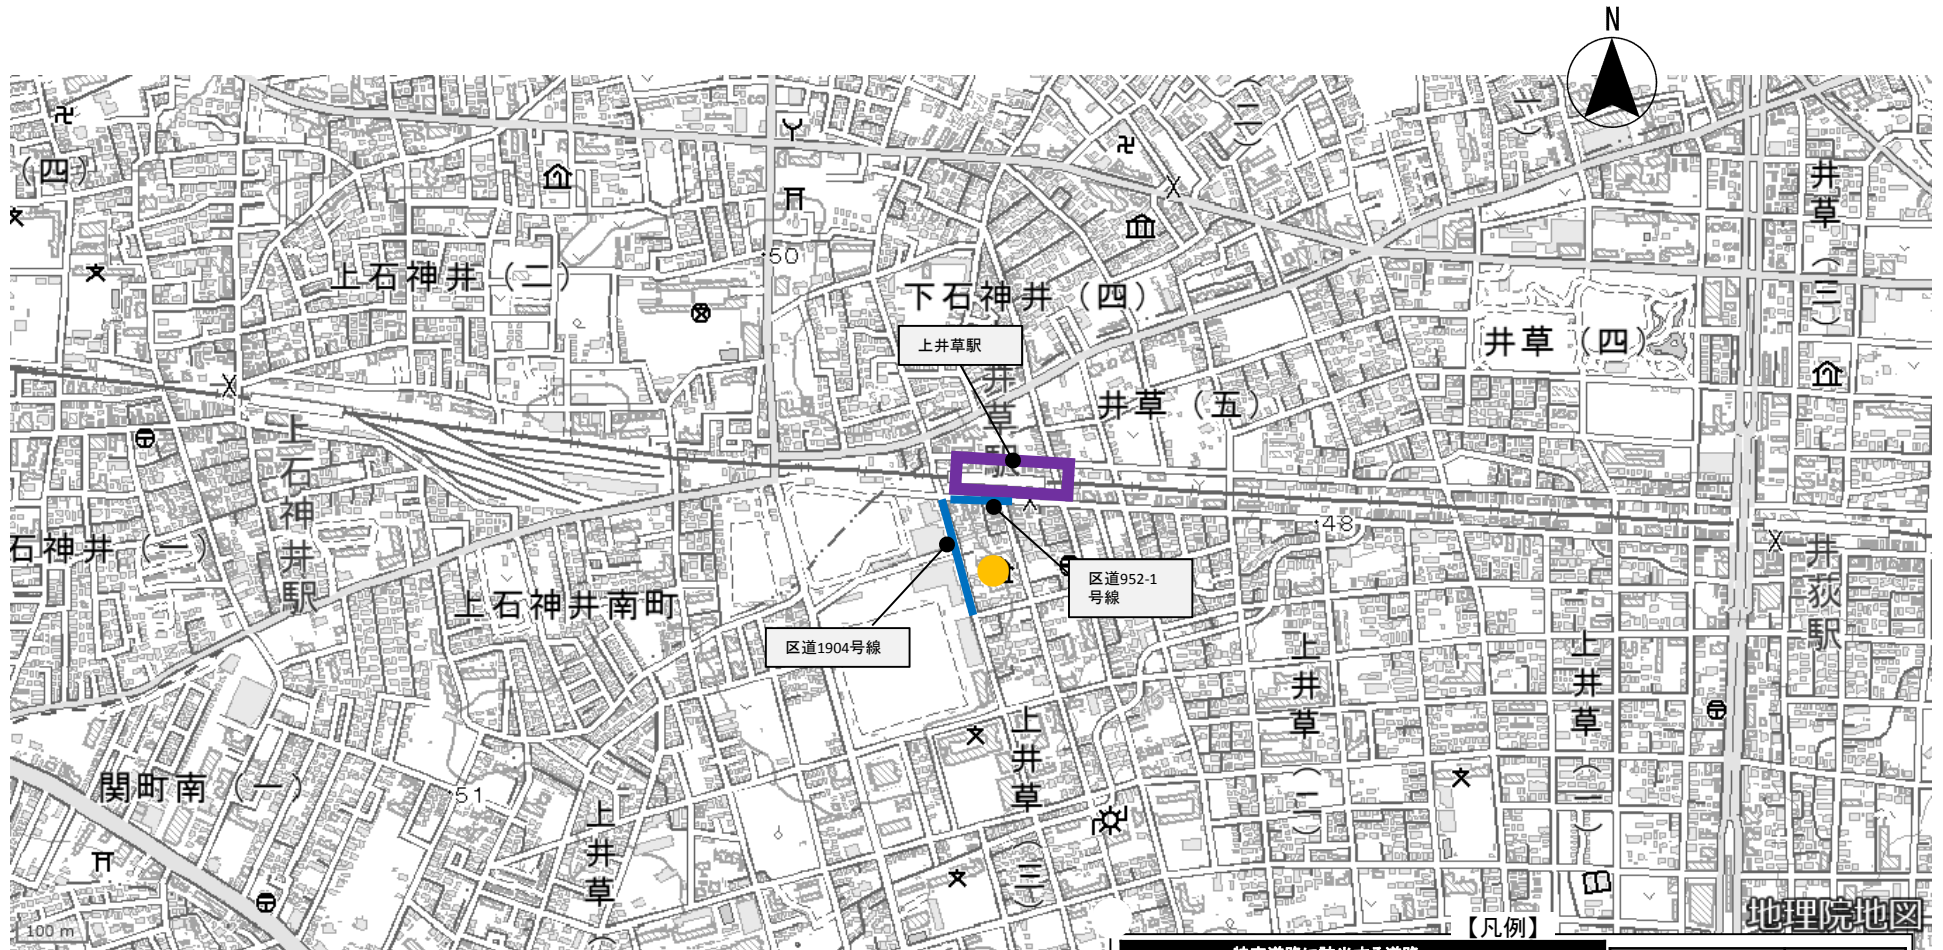 N
(四)
上石神井(二)
・50
下石神井(四)
(二)
(二)
井草(三)
上井草駅
井草(四)
井草駅
井草(五)
上石神井駅
石神井(一)
上石神井南町
・48
区道952-1
号線
区道1904号線
井荻駅
上井草(三)
上井草(二)
上井草(一)
関町南(一)
・51
上井草(
100 m
地理院地図
【凡例】